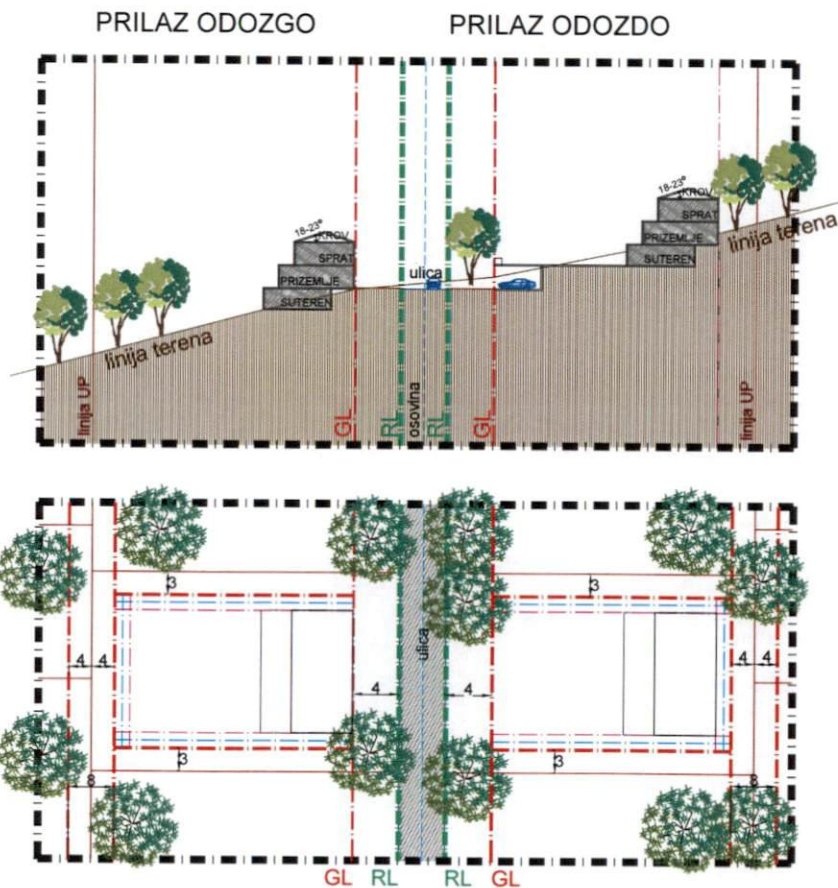 PRILAZ ODOZGO
PRILAZ ODOZDO
18-23°
KROV
SPRAT
PRIZEMLJE
SUTEREN
linija terena
linija UP
GL
RL
osovina
RL
GL
ulica
18-23°
KROV
SPRAT
PRIZEMLJE
SUTEREN
linija terena
linija UP
3
3
4 4
4
ulica
4
4 4
3
3
8
8
GL RL RL GL